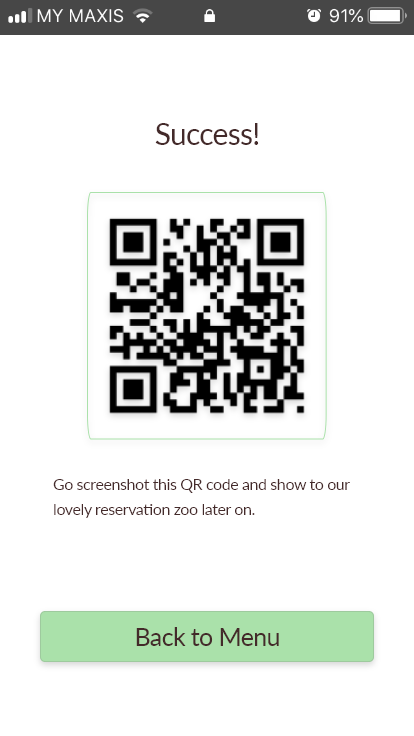 MY MAXIS 91%
Success!
Go screenshot this QR code and show to our
lovely reservation zoo later on.
Back to Menu